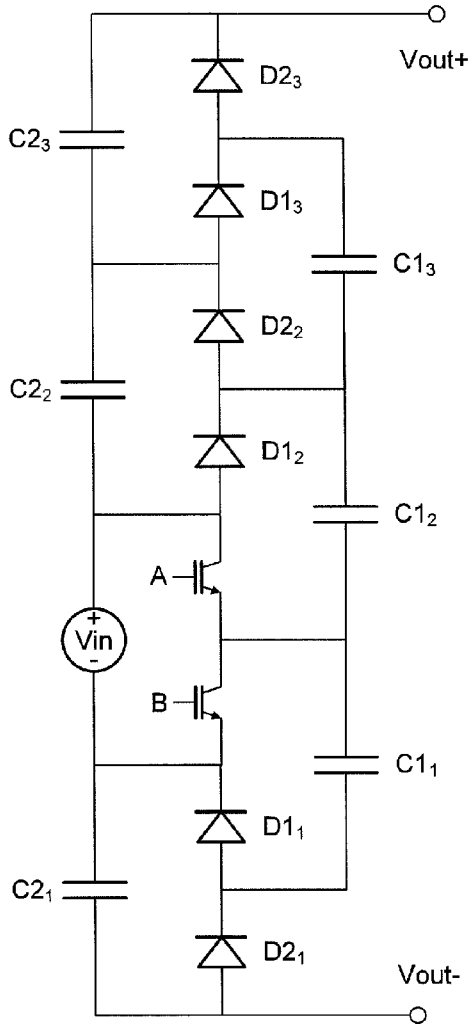 Vout+
D2₃
C2₃
D1₃
C1₃
D2₂
C2₂
D1₂
C1₂
A
+
Vin
-
B
C1₁
D1₁
C2₁
D2₁
Vout-